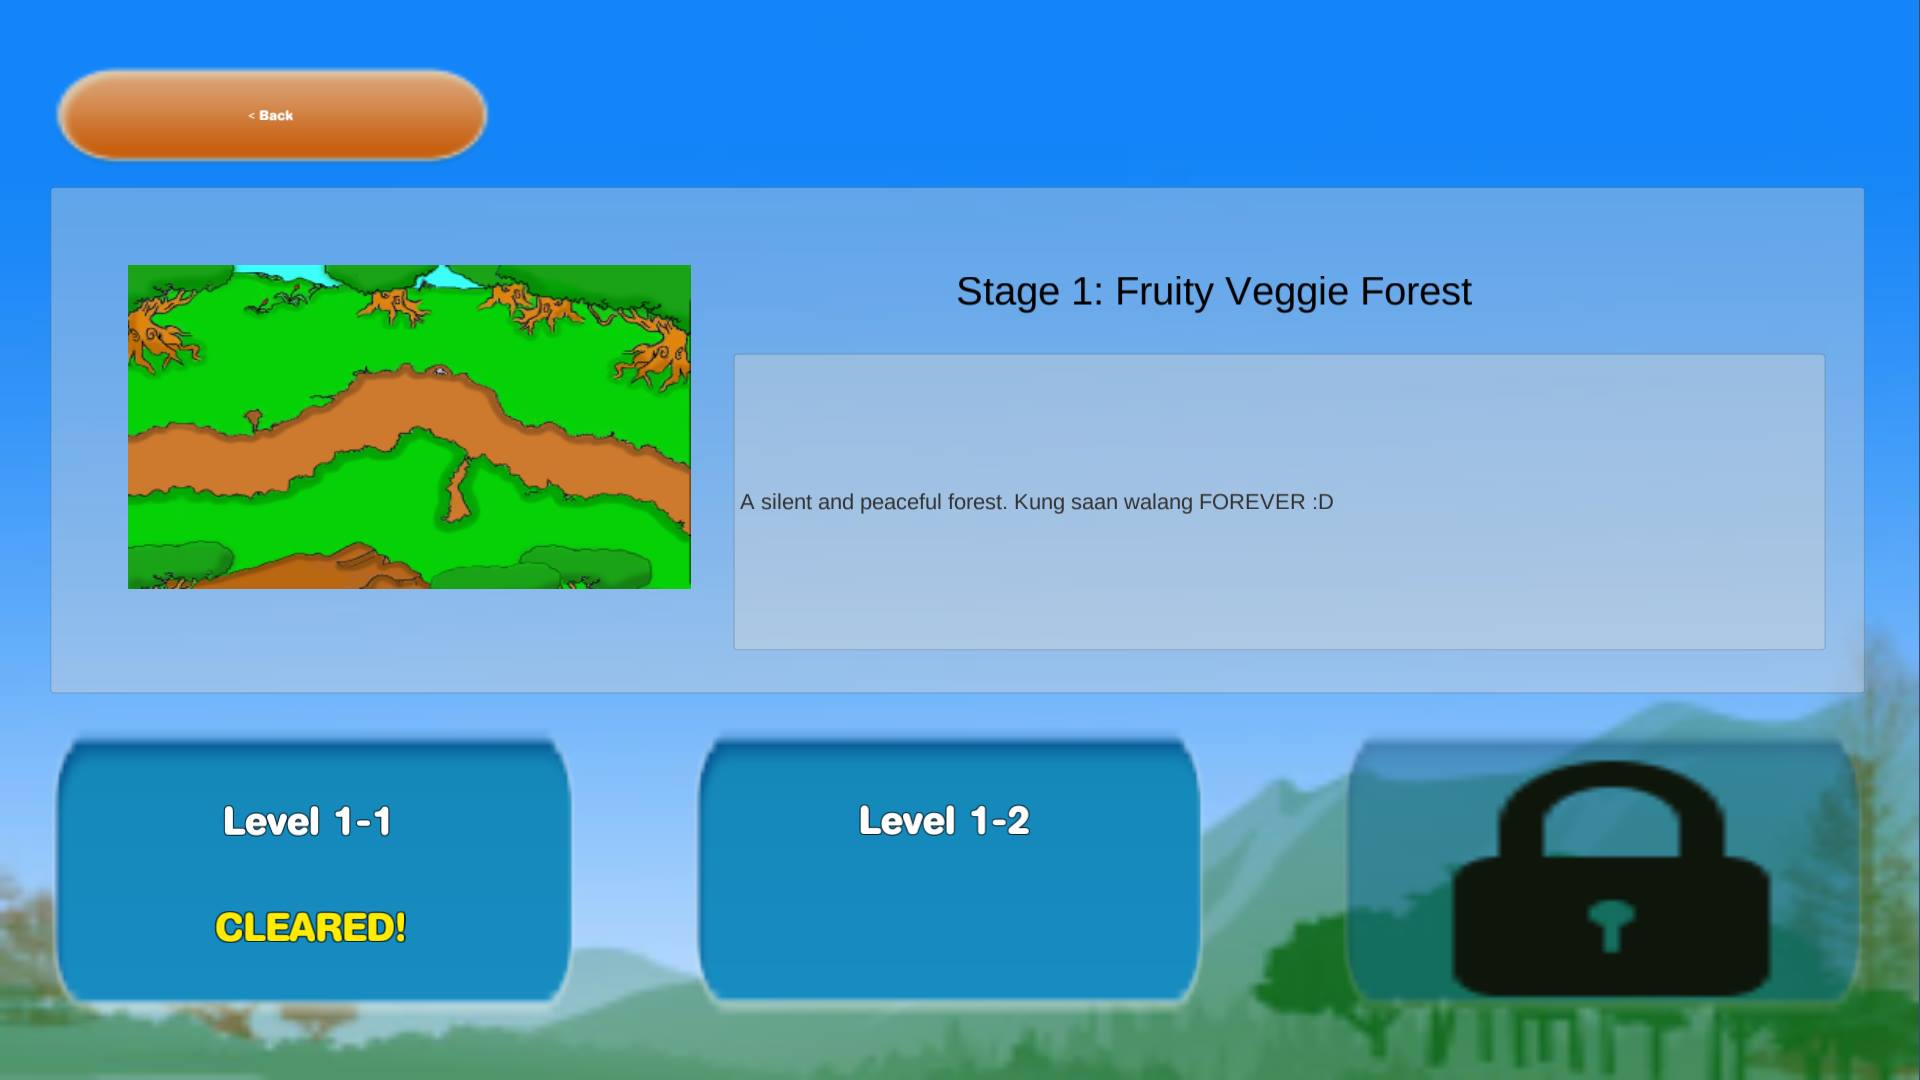 < Back
Stage 1: Fruity Veggie Forest
A silent and peaceful forest. Kung saan walang FOREVER :D
Level 1-1
Level 1-2
CLEARED!